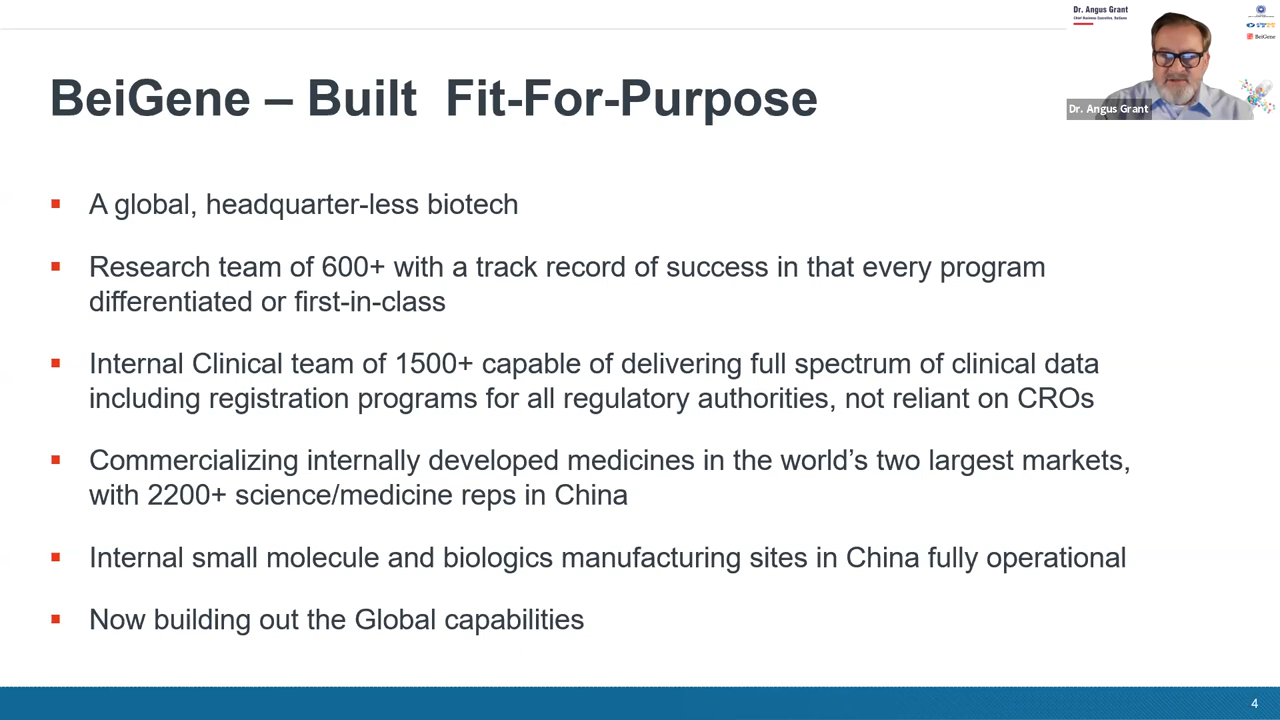 Dr. Angus Grant
Chief Business Executive, BeiGene
BeiGene
Dr. Angus Grant
BeiGene – Built  Fit-For-Purpose
A global, headquarter-less biotech
Research team of 600+ with a track record of success in that every program
differentiated or first-in-class
Internal Clinical team of 1500+ capable of delivering full spectrum of clinical data
including registration programs for all regulatory authorities, not reliant on CROs
Commercializing internally developed medicines in the world’s two largest markets,
with 2200+ science/medicine reps in China
Internal small molecule and biologics manufacturing sites in China fully operational
Now building out the Global capabilities
4